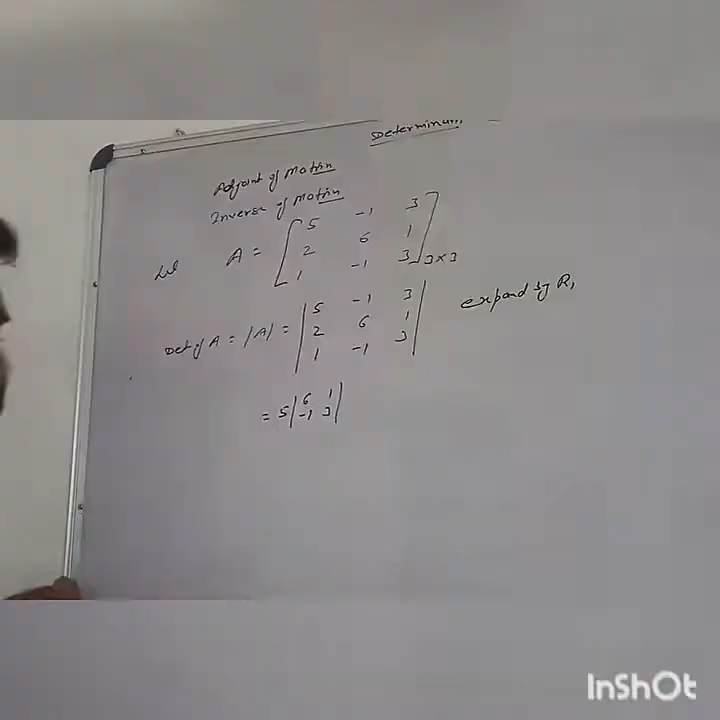 Determinant
Adjoint of Matrix
Inverse of Matrix
Let A = [5 -1 3
2 6 1
1 -1 3] 3×3
Det of A = |A| = |5 -1 3
2 6 1
1 -1 3| expand by R1
= 5|6 1
-1 3|
InShOt